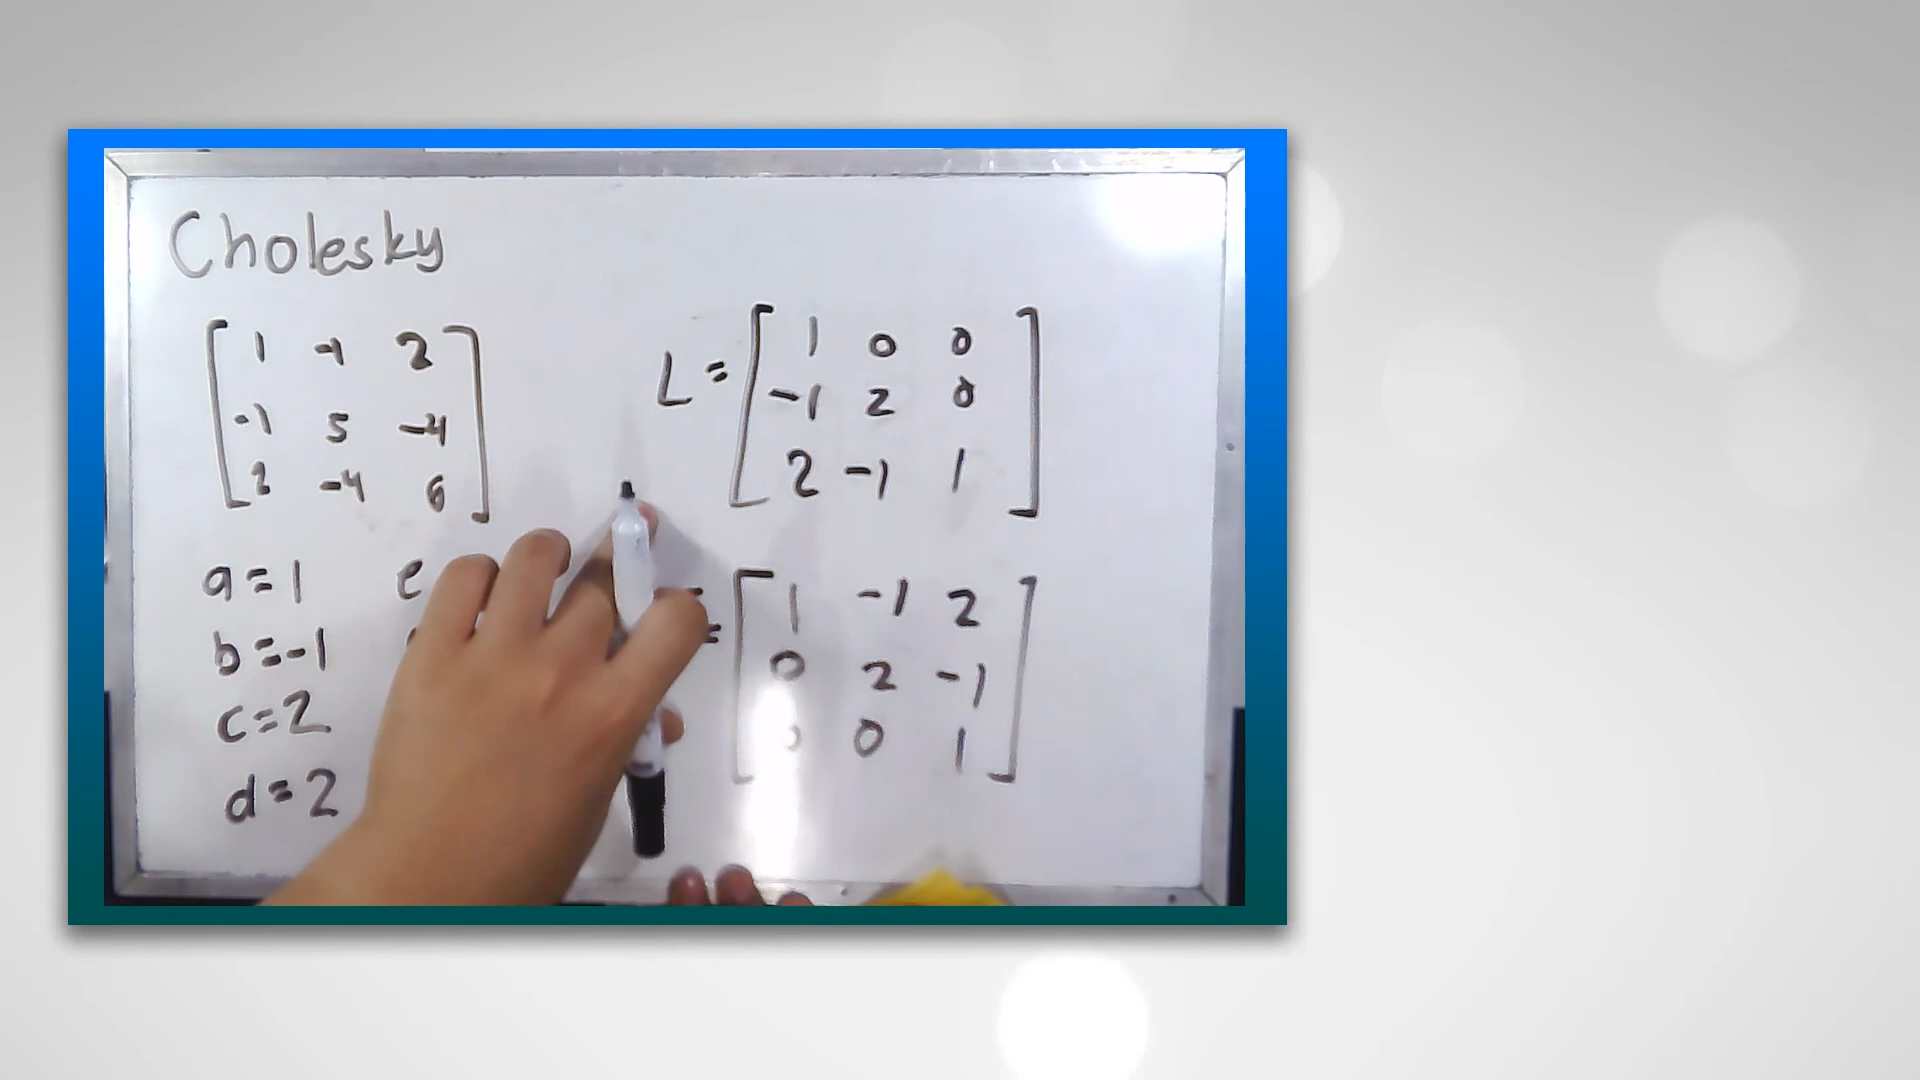 Cholesky
1 -1 2
-1 5 -4
2 -4 6
L = 1 0 0
-1 2 0
2 -1 1
a = 1 e
b = -1
c = 2
d = 2
= 1 -1 2
0 2 -1
0 1